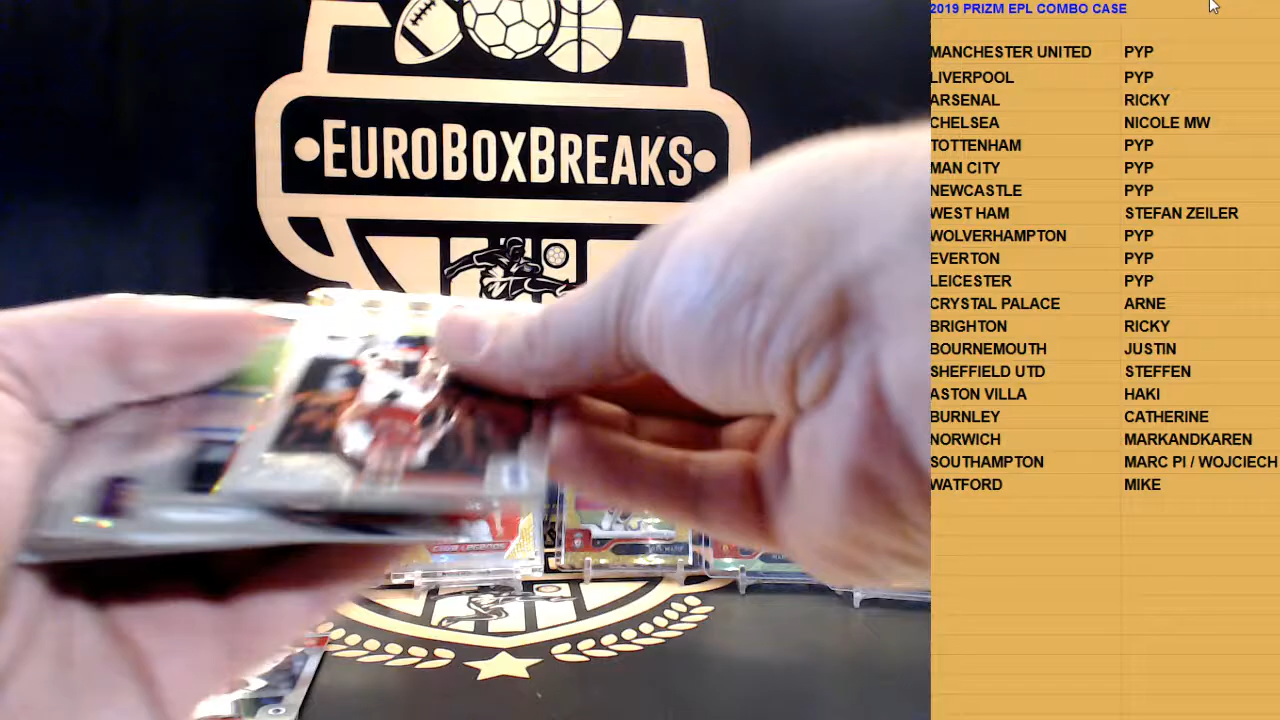 2019 PRIZM EPL COMBO CASE
MANCHESTER UNITED PYP
LIVERPOOL PYP
ARSENAL RICKY
CHELSEA NICOLE MW
TOTTENHAM PYP
MAN CITY PYP
NEWCASTLE PYP
WEST HAM STEFAN ZEILER
WOLVERHAMPTON PYP
EVERTON PYP
LEICESTER PYP
CRYSTAL PALACE ARNE
BRIGHTON RICKY
BOURNEMOUTH JUSTIN
SHEFFIELD UTD STEFFEN
ASTON VILLA HAKI
BURNLEY CATHERINE
NORWICH MARKANDKAREN
SOUTHAMPTON MARC PI / WOJCIECH
WATFORD MIKE
•EUROBOXBREAKS•